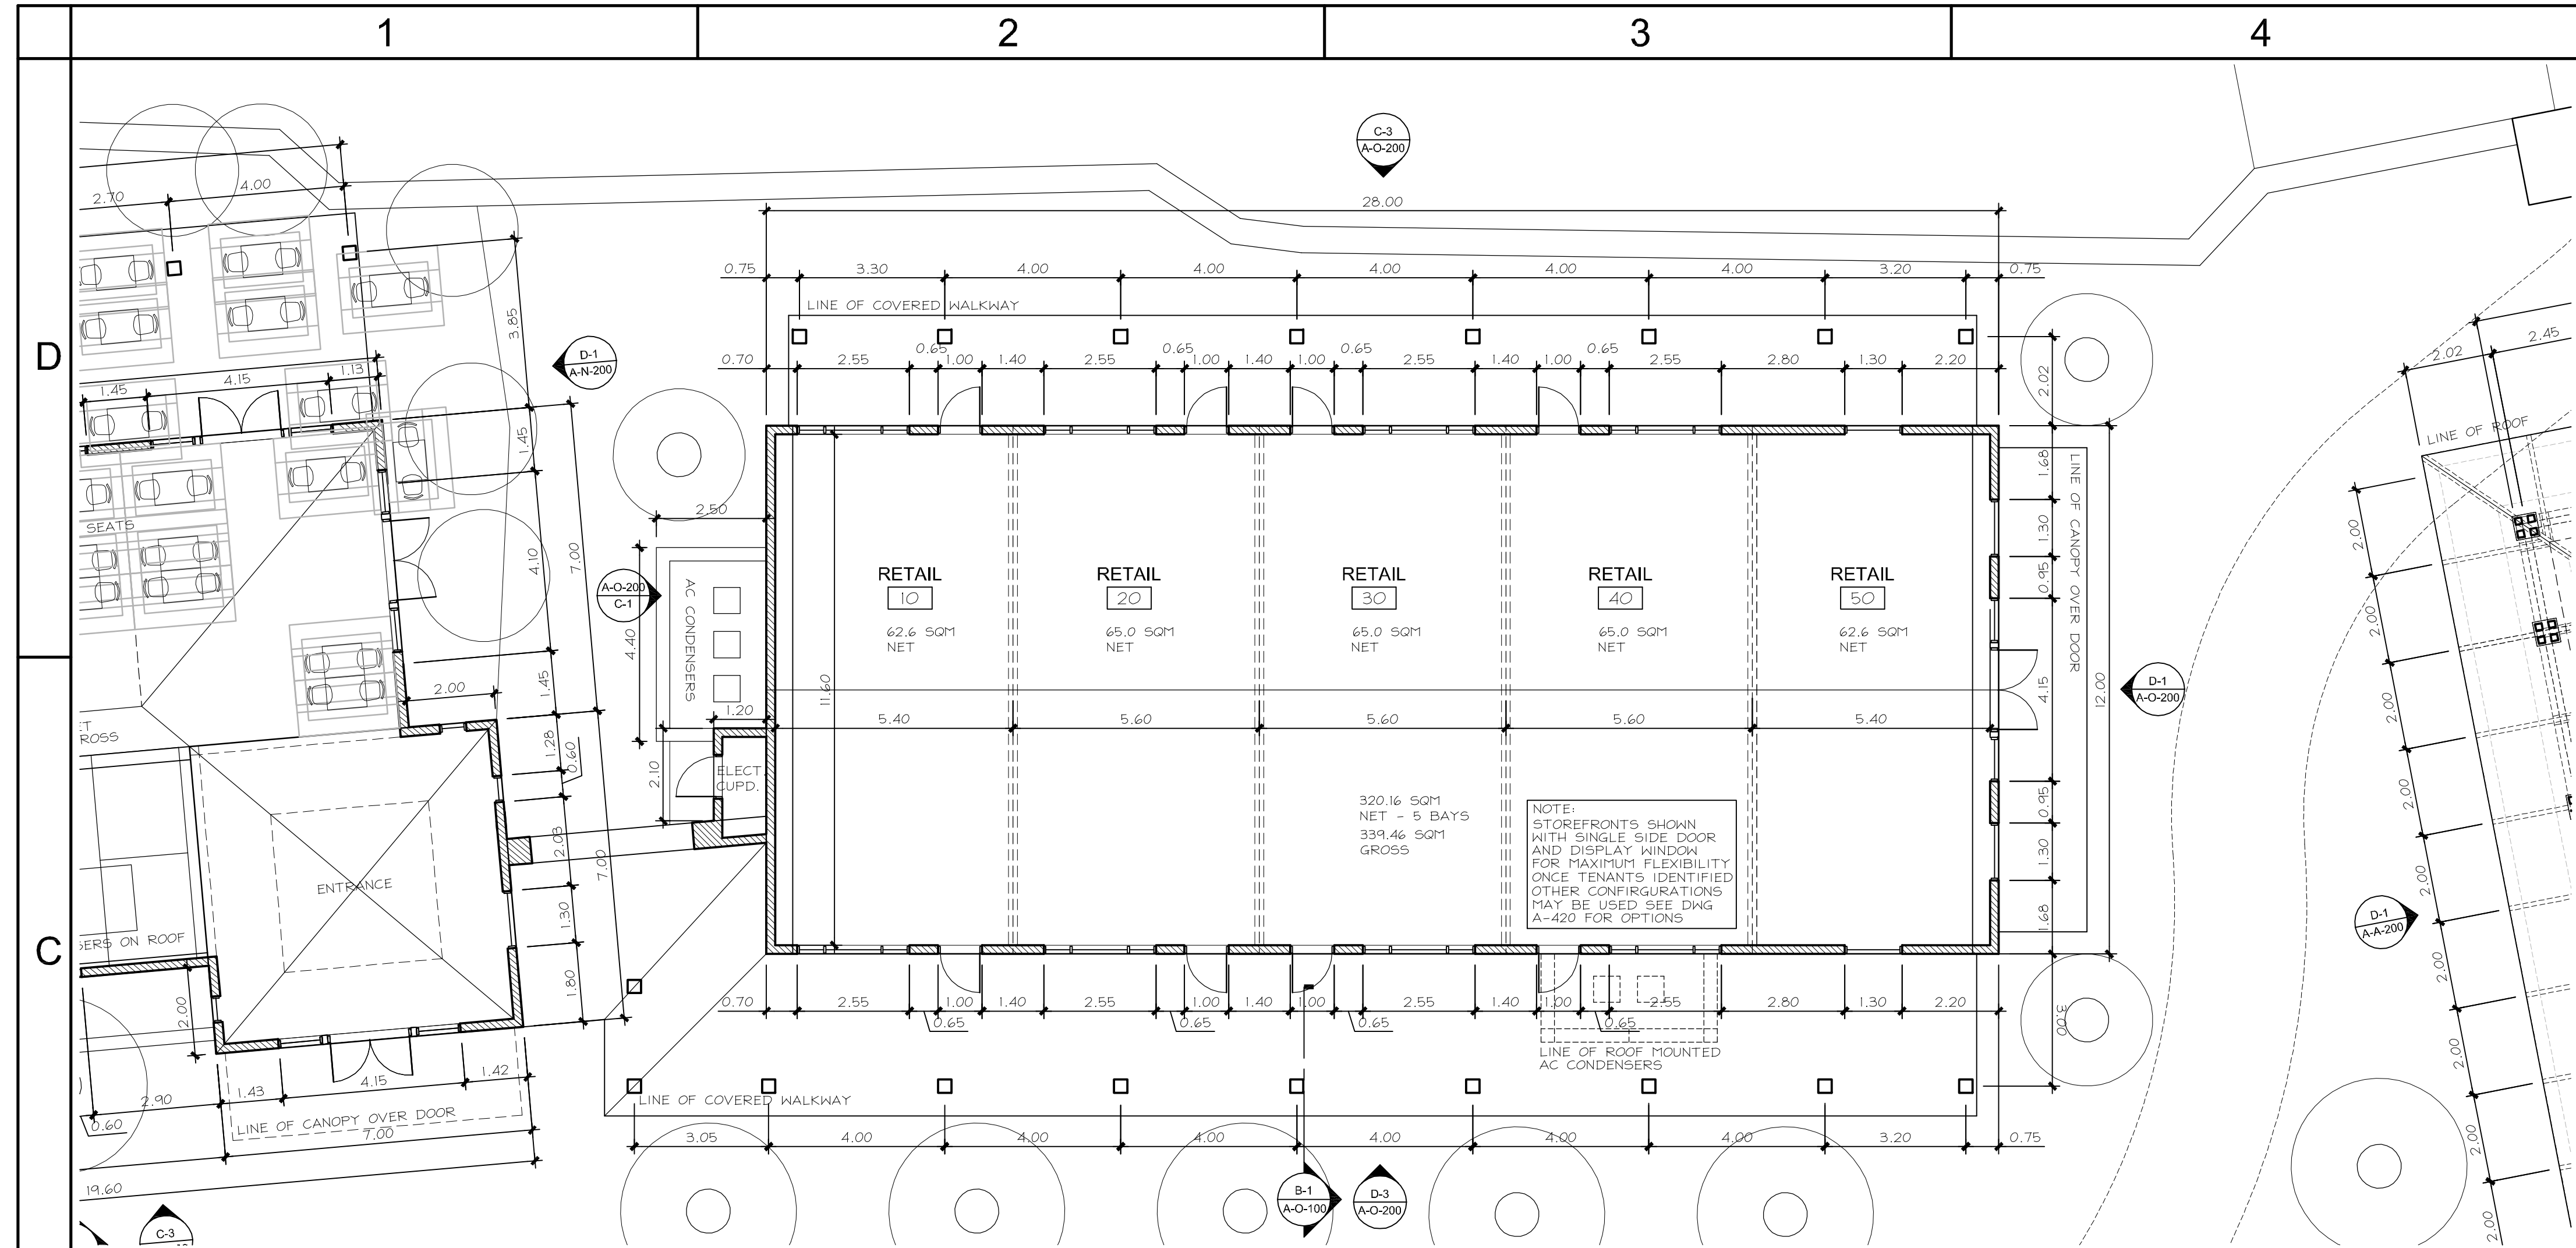 1
2
3
4
D
C
C-3
A-O-200
28.00
0.75
3.30
4.00
4.00
4.00
4.00
4.00
3.20
0.75
LINE OF COVERED WALKWAY
0.70
2.55
0.65
1.00
1.40
2.55
0.65
1.00
1.40
1.00
0.65
2.55
1.40
1.00
0.65
2.55
2.80
1.30
2.20
2.70
4.00
3.85
D-1
A-N-200
1.45
4.15
1.13
1.45
4.10
7.00
SEATS
2.50
A-O-200
C-1
4.40
AC CONDENSERS
1.20
2.10
ELECT.
CUPD.
11.60
RETAIL
10
62.6 SQM
NET
RETAIL
20
65.0 SQM
NET
RETAIL
30
65.0 SQM
NET
RETAIL
40
65.0 SQM
NET
RETAIL
50
62.6 SQM
NET
5.40
5.60
5.60
5.60
5.40
320.16 SQM
NET - 5 BAYS
339.46 SQM
GROSS
NOTE:
STOREFRONTS SHOWN
WITH SINGLE SIDE DOOR
AND DISPLAY WINDOW
FOR MAXIMUM FLEXIBILITY
ONCE TENANTS IDENTIFIED
OTHER CONFIRGURATIONS
MAY BE USED SEE DWG
A-420 FOR OPTIONS
2.02
1.68
1.30
0.95
4.15
0.95
1.30
1.68
3.00
12.00
LINE OF CANOPY OVER DOOR
D-1
A-O-200
2.02
2.45
LINE OF ROOF
2.00
2.00
2.00
2.00
2.00
2.00
2.00
2.00
2.00
D-1
A-A-200
2.00
1.45
1.28
0.60
2.03
7.00
1.30
1.80
ET
ROSS
ENTRANCE
SERS ON ROOF
2.00
2.90
0.60
1.43
4.15
1.42
LINE OF CANOPY OVER DOOR
7.00
19.60
C-3
0.70
2.55
1.00
1.40
2.55
1.00
1.40
1.00
2.55
1.40
1.00
2.55
2.80
1.30
2.20
0.65
0.65
0.65
0.65
LINE OF ROOF MOUNTED
AC CONDENSERS
LINE OF COVERED WALKWAY
3.05
4.00
4.00
4.00
4.00
4.00
4.00
3.20
0.75
B-1
A-O-100
D-3
A-O-200